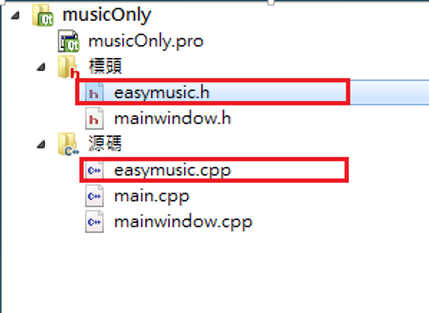 musicOnly
musicOnly.pro
標頭
easymusic.h
mainwindow.h
源碼
easymusic.cpp
main.cpp
mainwindow.cpp